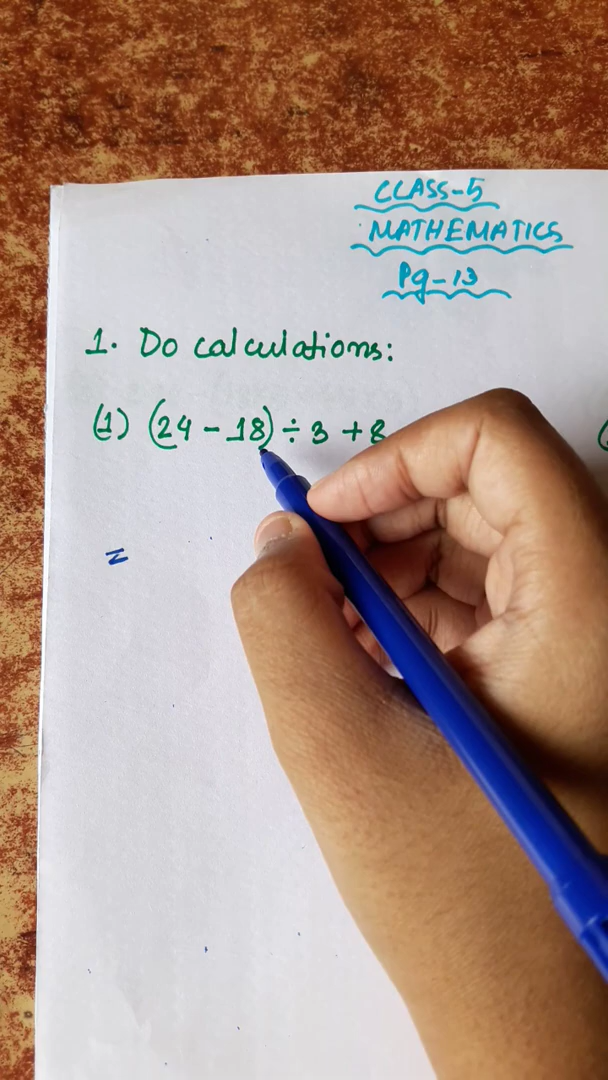 CLASS-5
MATHEMATICS
Pg-13
1. Do calculations:
(1) (24 - 18) ÷ 3 + 8
=